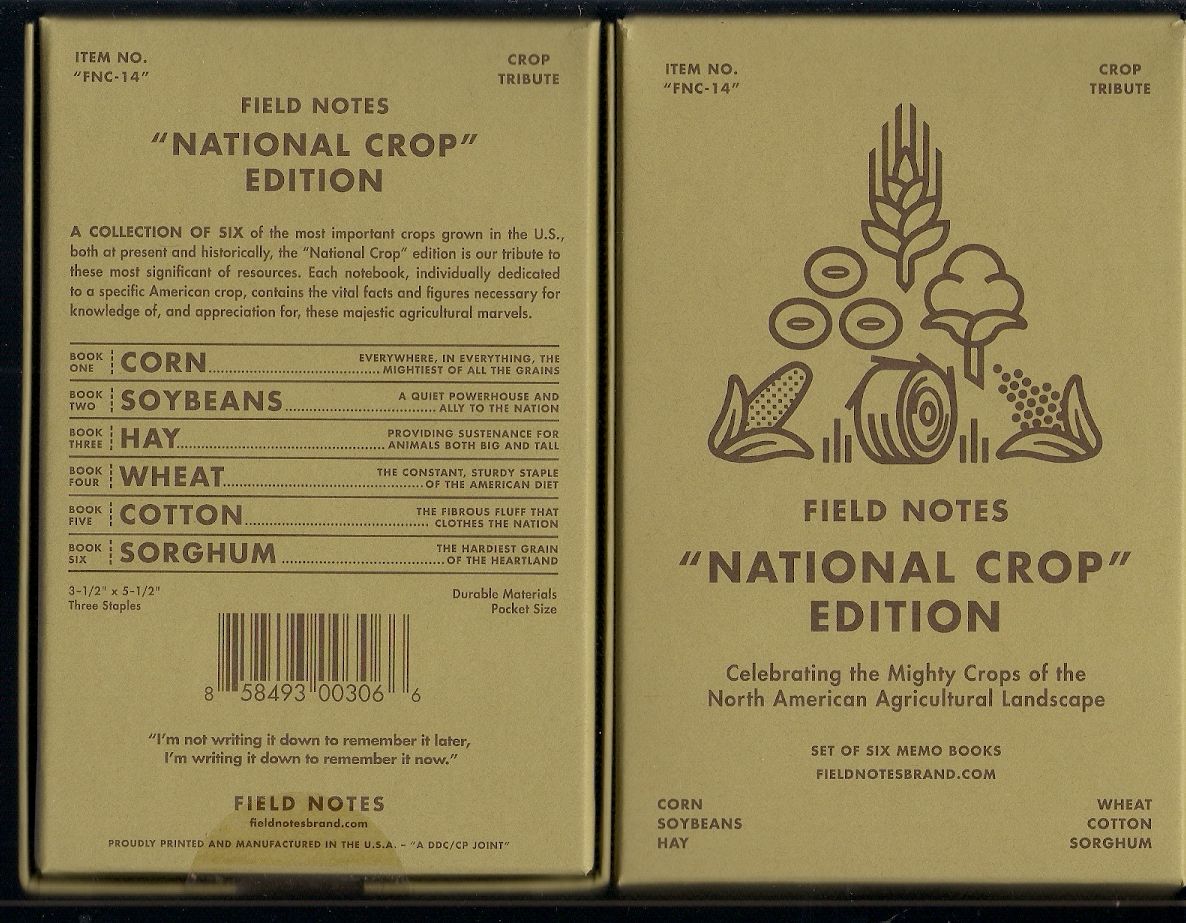 ITEM NO.
"FNC-14"
CROP
TRIBUTE
FIELD NOTES
"NATIONAL CROP"
EDITION
A COLLECTION OF SIX of the most important crops grown in the U.S.,
both at present and historically, the "National Crop" edition is our tribute to
these most significant of resources. Each notebook, individually dedicated
to a specific American crop, contains the vital facts and figures necessary for
knowledge of, and appreciation for, these majestic agricultural marvels.
BOOK ONE CORN EVERYWHERE, IN EVERYTHING, THE
MIGHTIEST OF ALL THE GRAINS
BOOK TWO SOYBEANS A QUIET POWERHOUSE AND
ALLY TO THE NATION
BOOK THREE HAY PROVIDING SUSTENANCE FOR
ANIMALS BOTH BIG AND TALL
BOOK FOUR WHEAT THE CONSTANT, STURDY STAPLE
OF THE AMERICAN DIET
BOOK FIVE COTTON THE FIBROUS FLUFF THAT
CLOTHES THE NATION
BOOK SIX SORGHUM THE HARDIEST GRAIN
OF THE HEARTLAND
3-1/2" x 5-1/2"
Three Staples
Durable Materials
Pocket Size
8 58493 00306 6
"I'm not writing it down to remember it later,
I'm writing it down to remember it now."
FIELD NOTES
fieldnotesbrand.com
PROUDLY PRINTED AND MANUFACTURED IN THE U.S.A. – "A DDC/CP JOINT"
ITEM NO.
"FNC-14"
CROP
TRIBUTE
FIELD NOTES
"NATIONAL CROP"
EDITION
Celebrating the Mighty Crops of the
North American Agricultural Landscape
SET OF SIX MEMO BOOKS
FIELDNOTESBRAND.COM
CORN
SOYBEANS
HAY
WHEAT
COTTON
SORGHUM